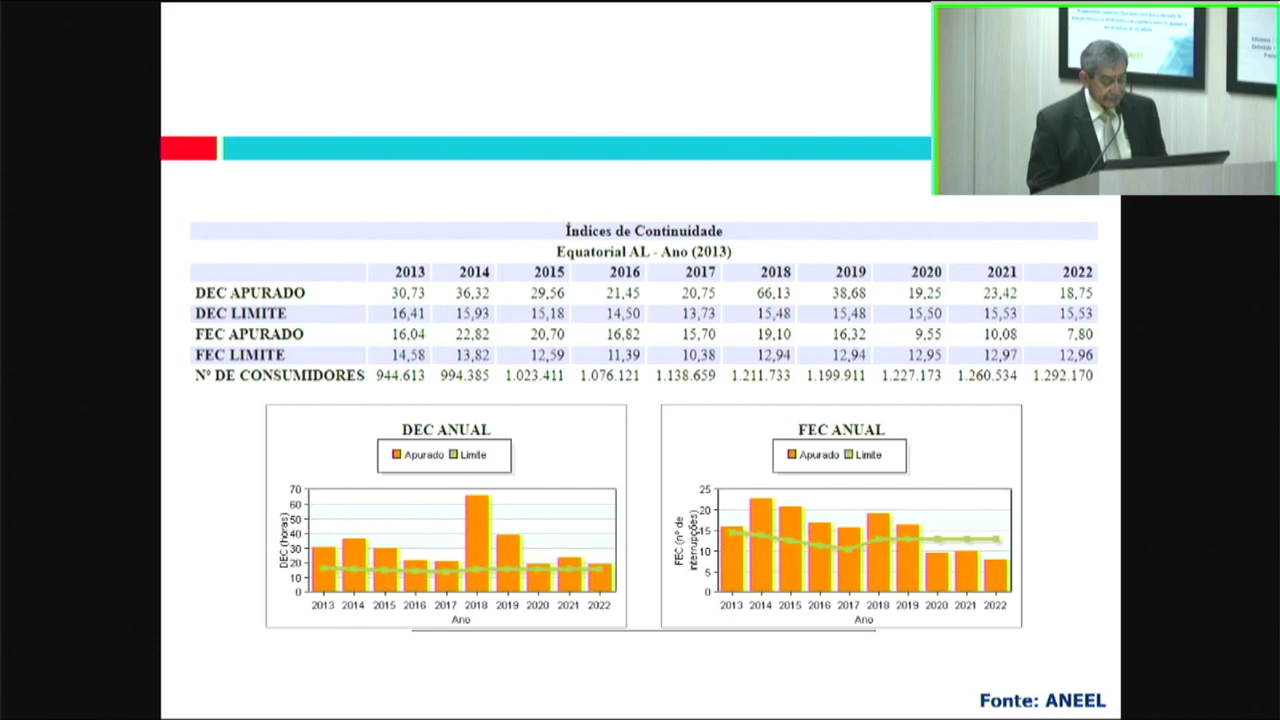 Índices de Continuidade
Equatorial AL - Ano (2013)
2013 2014 2015 2016 2017 2018 2019 2020 2021 2022
DEC APURADO 30,73 36,32 29,56 21,45 20,75 66,13 38,68 19,25 23,42 18,75
DEC LIMITE 16,41 15,93 15,18 14,50 13,73 15,48 15,48 15,50 15,53 15,53
FEC APURADO 16,04 22,82 20,70 16,82 15,70 19,10 16,32 9,55 10,08 7,80
FEC LIMITE 14,58 13,82 12,59 11,39 10,38 12,94 12,94 12,95 12,97 12,96
Nº DE CONSUMIDORES 944.613 994.385 1.023.411 1.076.121 1.138.659 1.211.733 1.199.911 1.227.173 1.260.534 1.292.170
DEC ANUAL
Apurado Limite
DEC (horas)
70
60
50
40
30
20
10
0
2013 2014 2015 2016 2017 2018 2019 2020 2021 2022
Ano
FEC ANUAL
Apurado Limite
FEC (nº de
interrupções)
25
20
15
10
5
0
2013 2014 2015 2016 2017 2018 2019 2020 2021 2022
Ano
Fonte: ANEEL